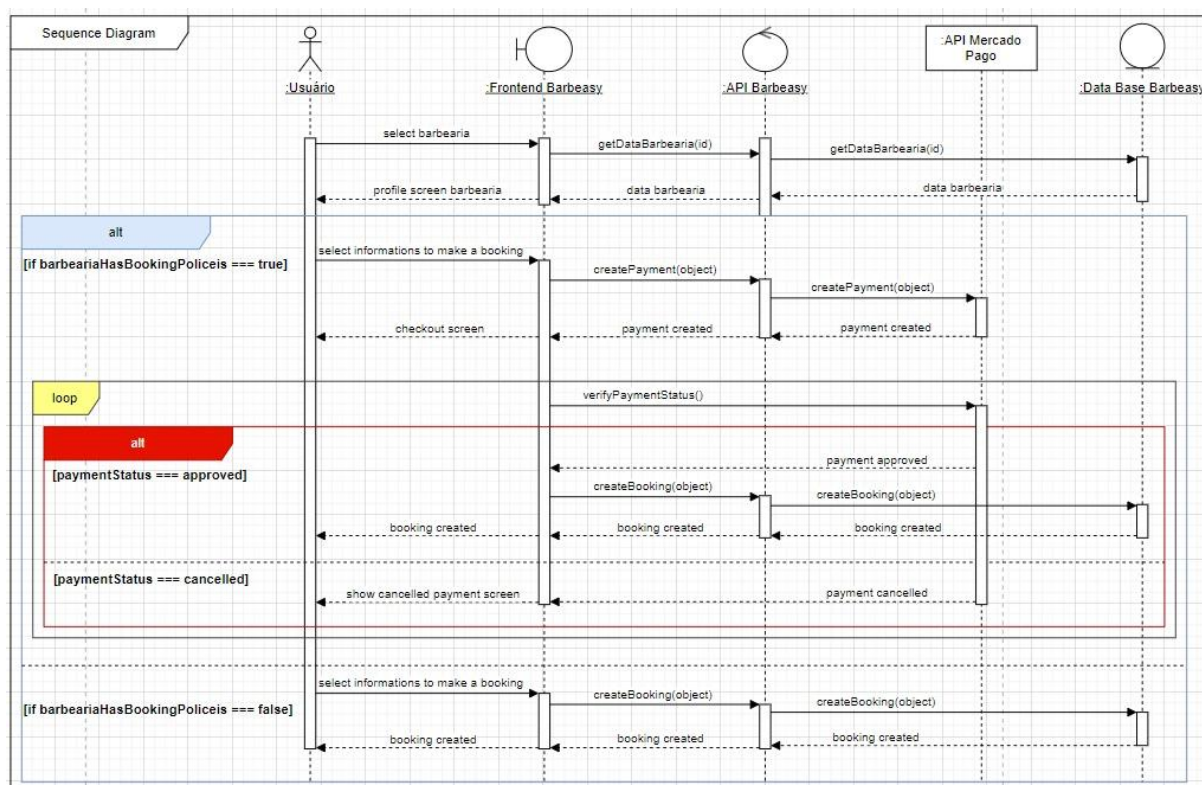 Sequence Diagram
:Usuário
:Frontend Barbeasy
:API Barbeasy
:API Mercado
Pago
:Data Base Barbeasy
select barbearia
getDataBarbearia(id)
getDataBarbearia(id)
profile screen barbearia
data barbearia
data barbearia
alt
[if barbeariaHasBookingPoliceis === true]
select informations to make a booking
createPayment(object)
createPayment(object)
checkout screen
payment created
payment created
loop
verifyPaymentStatus()
alt
[paymentStatus === approved]
payment approved
createBooking(object)
createBooking(object)
booking created
booking created
booking created
[paymentStatus === cancelled]
show cancelled payment screen
payment cancelled
select informations to make a booking
[if barbeariaHasBookingPoliceis === false]
createBooking(object)
createBooking(object)
booking created
booking created
booking created